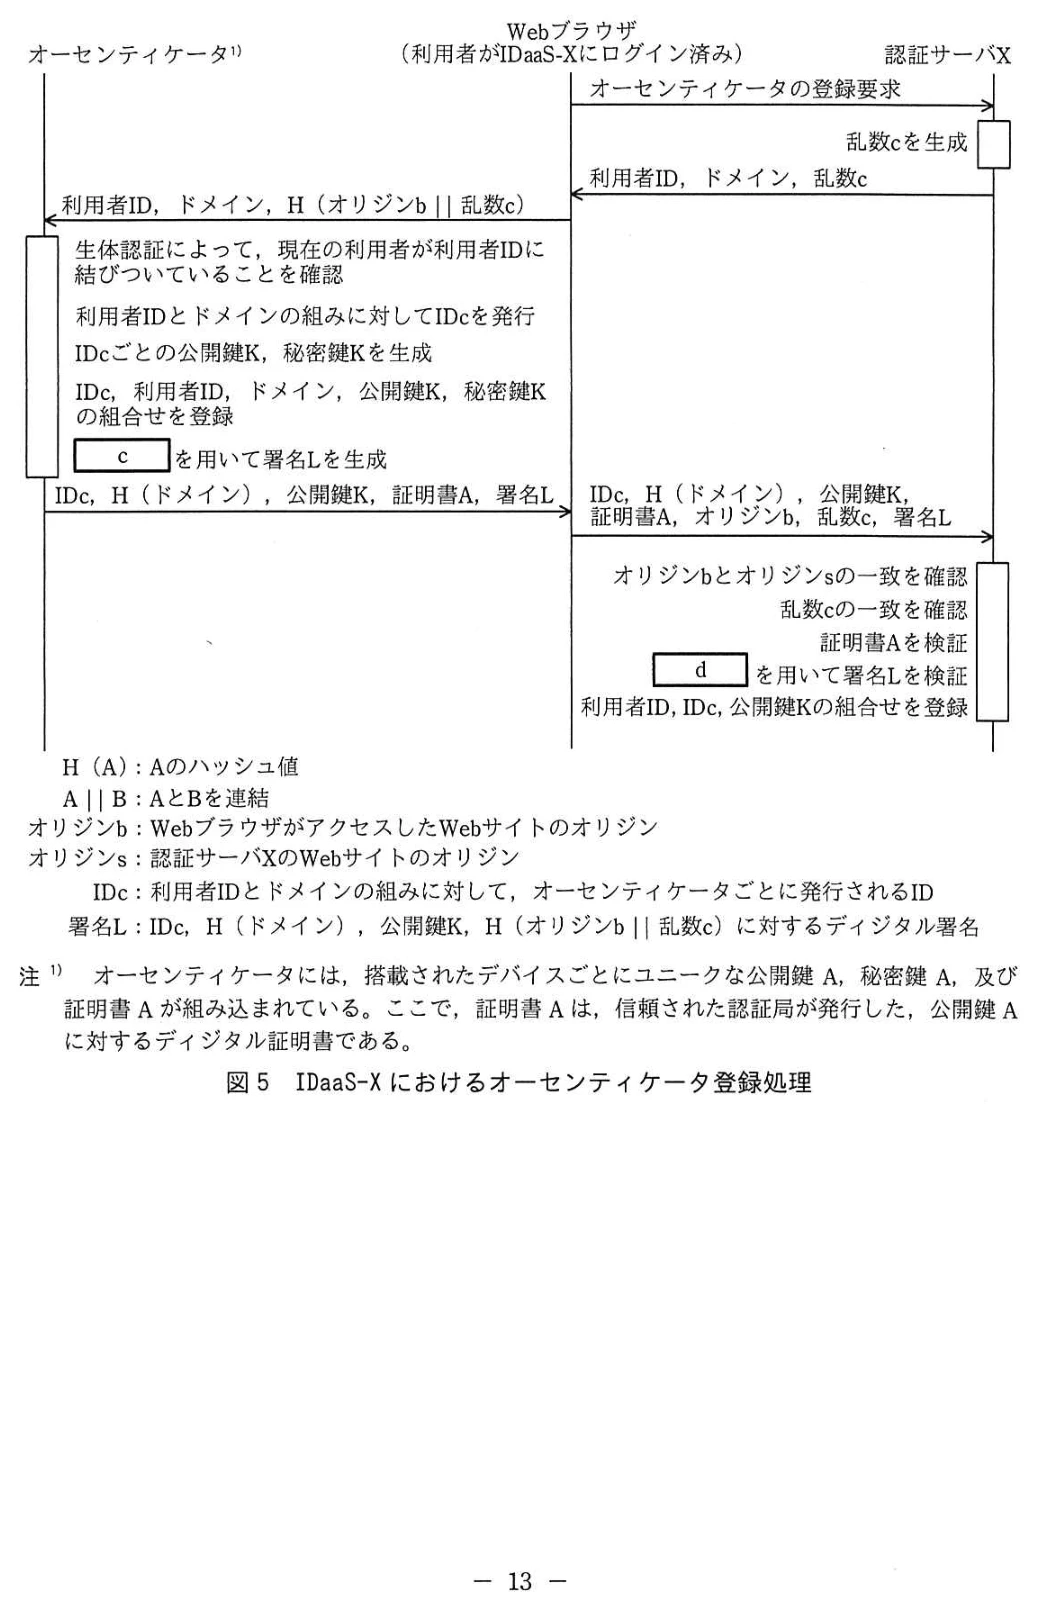 Webブラウザ
オーセンティケータ1)
（利用者がIDaaS-Xにログイン済み）
認証サーバX
オーセンティケータの登録要求
乱数cを生成
利用者ID，ドメイン，乱数c
利用者ID，ドメイン，H（オリジンb || 乱数c）
生体認証によって，現在の利用者が利用者IDに
結びついていることを確認
利用者IDとドメインの組みに対してIDcを発行
IDcごとの公開鍵K，秘密鍵Kを生成
IDc，利用者ID，ドメイン，公開鍵K，秘密鍵K
の組合せを登録
c を用いて署名Lを生成
IDc，H（ドメイン），公開鍵K，証明書A，署名L
IDc，H（ドメイン），公開鍵K，
証明書A，オリジンb，乱数c，署名L
オリジンbとオリジンsの一致を確認
乱数cの一致を確認
証明書Aを検証
d を用いて署名Lを検証
利用者ID, IDc, 公開鍵Kの組合せを登録
H（A）：Aのハッシュ値
A || B：AとBを連結
オリジンb：WebブラウザがアクセスしたWebサイトのオリジン
オリジンs：認証サーバXのWebサイトのオリジン
IDc：利用者IDとドメインの組みに対して，オーセンティケータごとに発行されるID
署名L：IDc，H（ドメイン），公開鍵K，H（オリジンb || 乱数c）に対するディジタル署名
注 1) オーセンティケータには，搭載されたデバイスごとにユニークな公開鍵 A，秘密鍵 A，及び
証明書 A が組み込まれている。ここで，証明書 A は，信頼された認証局が発行した，公開鍵 A
に対するディジタル証明書である。
図 5 IDaaS-X におけるオーセンティケータ登録処理
－ 13 －